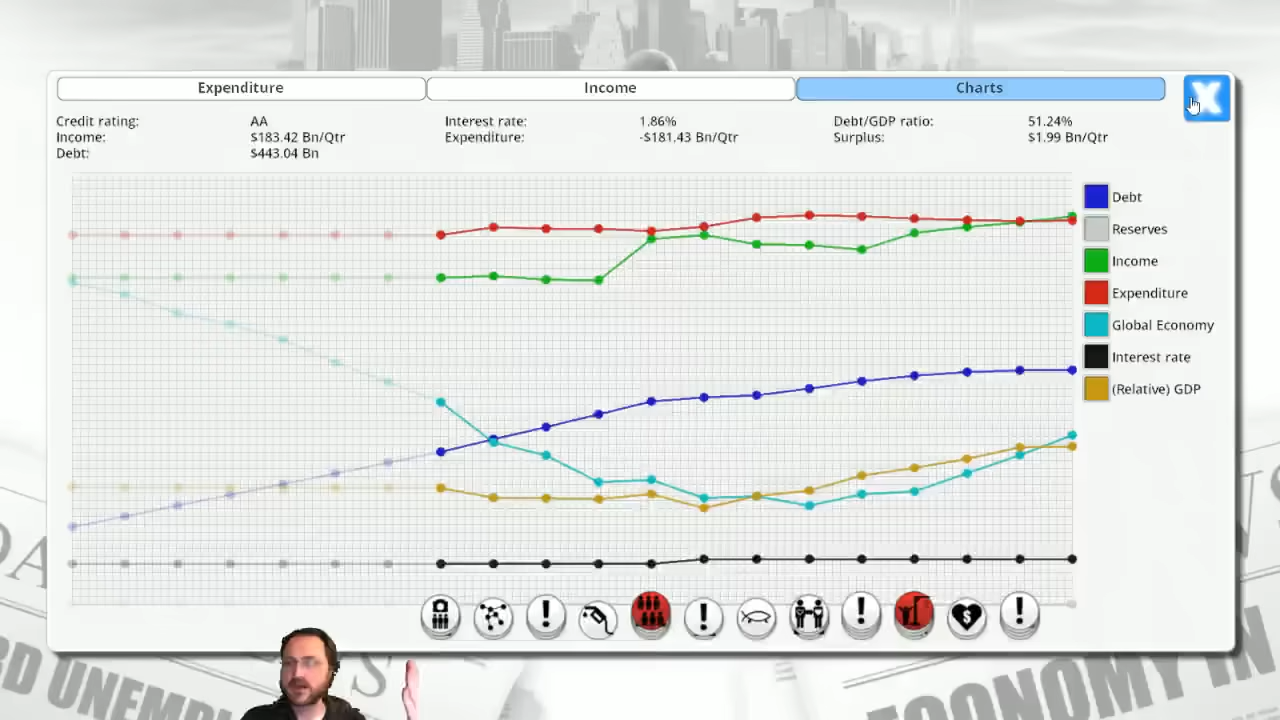 Expenditure
Income
Charts
X
Credit rating: AA
Interest rate: 1.86%
Debt/GDP ratio: 51.24%
Income: $183.42 Bn/Qtr
Expenditure: -$181.43 Bn/Qtr
Surplus: $1.99 Bn/Qtr
Debt: $443.04 Bn
Debt
Reserves
Income
Expenditure
Global Economy
Interest rate
(Relative) GDP
ECONOMY IN